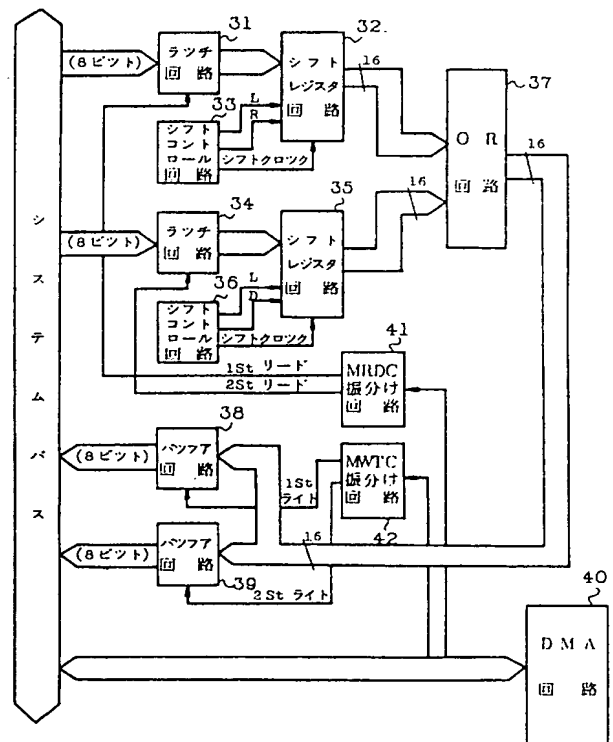 システムバス
31
(8ビット)
ラッチ
回路
32.
シフト
レジスタ
回路
16
33
シフト
コント
ロール
回路
L
R
シフトクロック
37
OR
回路
16
34
(8ビット)
ラッチ
回路
35
シフト
レジスタ
回路
16
36
シフト
コント
ロール
回路
L
D
シフトクロック
1St リード
2St リード
41
MRDC
振分け
回路
38
(8ビット)
バッフア
回路
1St
ライト
MWTC
振分け
回路
42
16
(8ビット)
バッフア
回路
39
2St ライト
40
DMA
回路